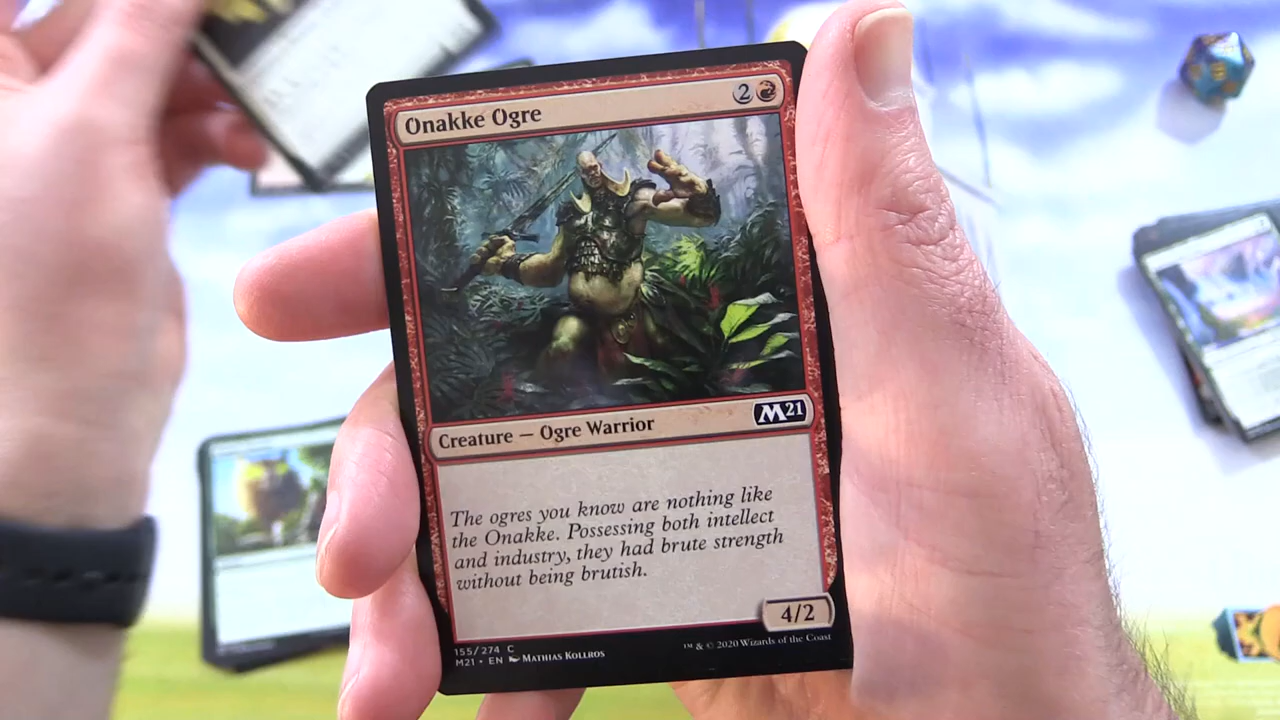 Onakke Ogre 2
Creature — Ogre Warrior M21
The ogres you know are nothing like
the Onakke. Possessing both intellect
and industry, they had brute strength
without being brutish.
4/2
155/274 C
M21 • EN Mathias Kollros
™ & © 2020 Wizards of the Coast